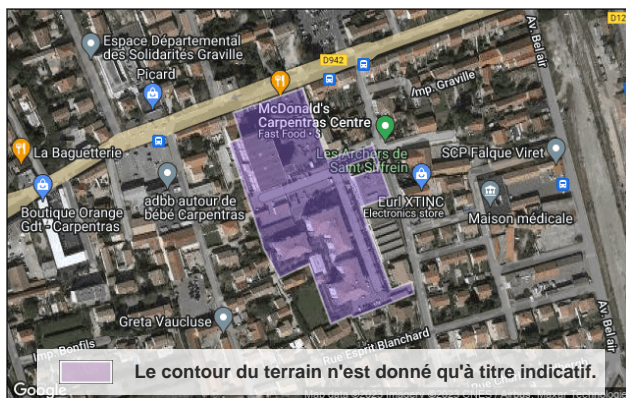 D942
D12
Av. Bel air
Espace Départemental
des Solidarités Graville
Picard
Imp. Graville
McDonald's
Carpentras Centre
Fast Food • $
La Baguetterie
Les Archers de
Saint Siffrein
SCP Falque Viret
adbb autour de
bébé Carpentras
Eurl XTINC
Electronics store
Boutique Orange
Gdt - Carpentras
Maison médicale
Greta Vaucluse
Av. Bel air
Imp. Bonfils
Rue Esprit Blanchard
Le contour du terrain n'est donné qu'à titre indicatif.
Google